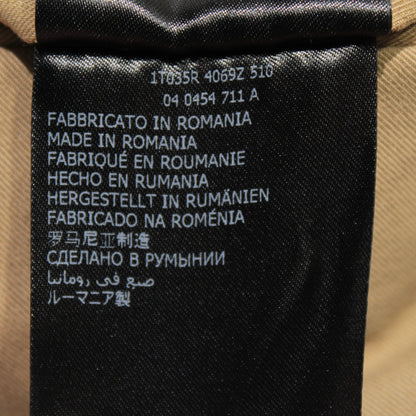 1T035R 4069Z 510
04 0454 711 A
FABBRICATO IN ROMANIA
MADE IN ROMANIA
FABRIQUÉ EN ROUMANIE
HECHO EN RUMANIA
HERGESTELLT IN RUMÄNIEN
FABRICADO NA ROMÉNIA
罗马尼亚制造
СДЕЛАНО В РУМЫНИИ
صنع في رومانيا
ルーマニア製